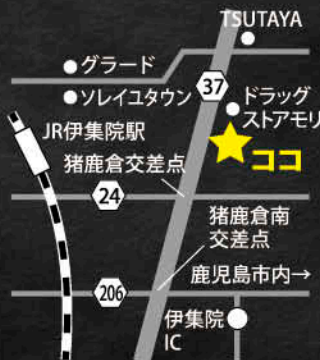 TSUTAYA
グラード
37
ソレイユタウン
ドラッグ
ストアモリ
JR伊集院駅
ココ
猪鹿倉交差点
24
猪鹿倉南
交差点
鹿児島市内→
206
伊集院
IC